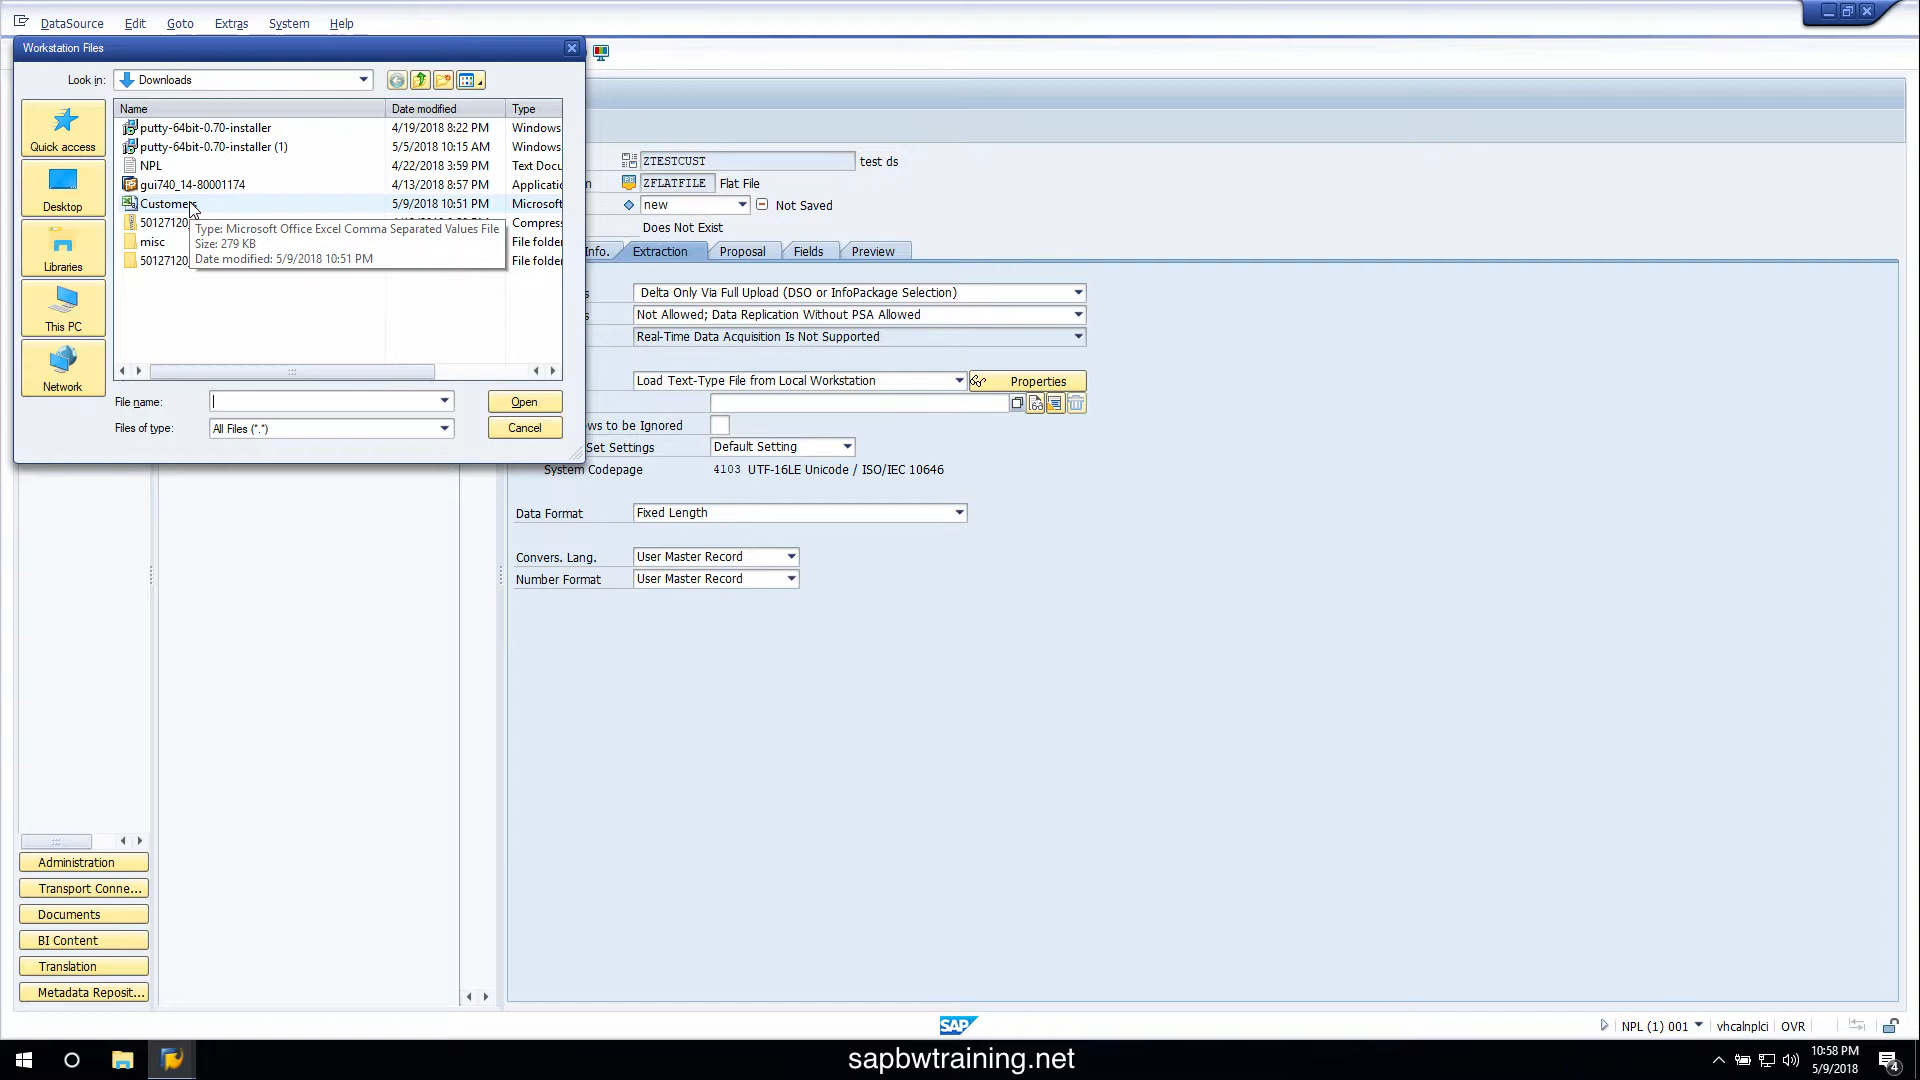 DataSource Edit Goto Extras System Help
Workstation Files
Look in: Downloads
Name Date modified Type
putty-64bit-0.70-installer 4/19/2018 8:22 PM Windows
putty-64bit-0.70-installer (1) 5/5/2018 10:15 AM Windows
NPL 4/22/2018 3:59 PM Text Docu
gui740_14-80001174 4/13/2018 8:57 PM Applicatio
Customers 5/9/2018 10:51 PM Microsoft
50127120 Compress
misc File folder
50127120 File folder
Type: Microsoft Office Excel Comma Separated Values File
Size: 279 KB
Date modified: 5/9/2018 10:51 PM
Quick access
Desktop
Libraries
This PC
Network
File name: Open
Files of type: All Files (*.*) Cancel
ZTESTCUST test ds
ZFLATFILE Flat File
new Not Saved
Does Not Exist
Info. Extraction Proposal Fields Preview
Delta Only Via Full Upload (DSO or InfoPackage Selection)
Not Allowed; Data Replication Without PSA Allowed
Real-Time Data Acquisition Is Not Supported
Load Text-Type File from Local Workstation Properties
ws to be Ignored
Set Settings Default Setting
System Codepage 4103 UTF-16LE Unicode / ISO/IEC 10646
Data Format Fixed Length
Convers. Lang. User Master Record
Number Format User Master Record
Administration
Transport Conne...
Documents
BI Content
Translation
Metadata Reposit...
SAP
NPL (1) 001 vhcalnplci OVR
sapbwtraining.net
10:58 PM
5/9/2018
4